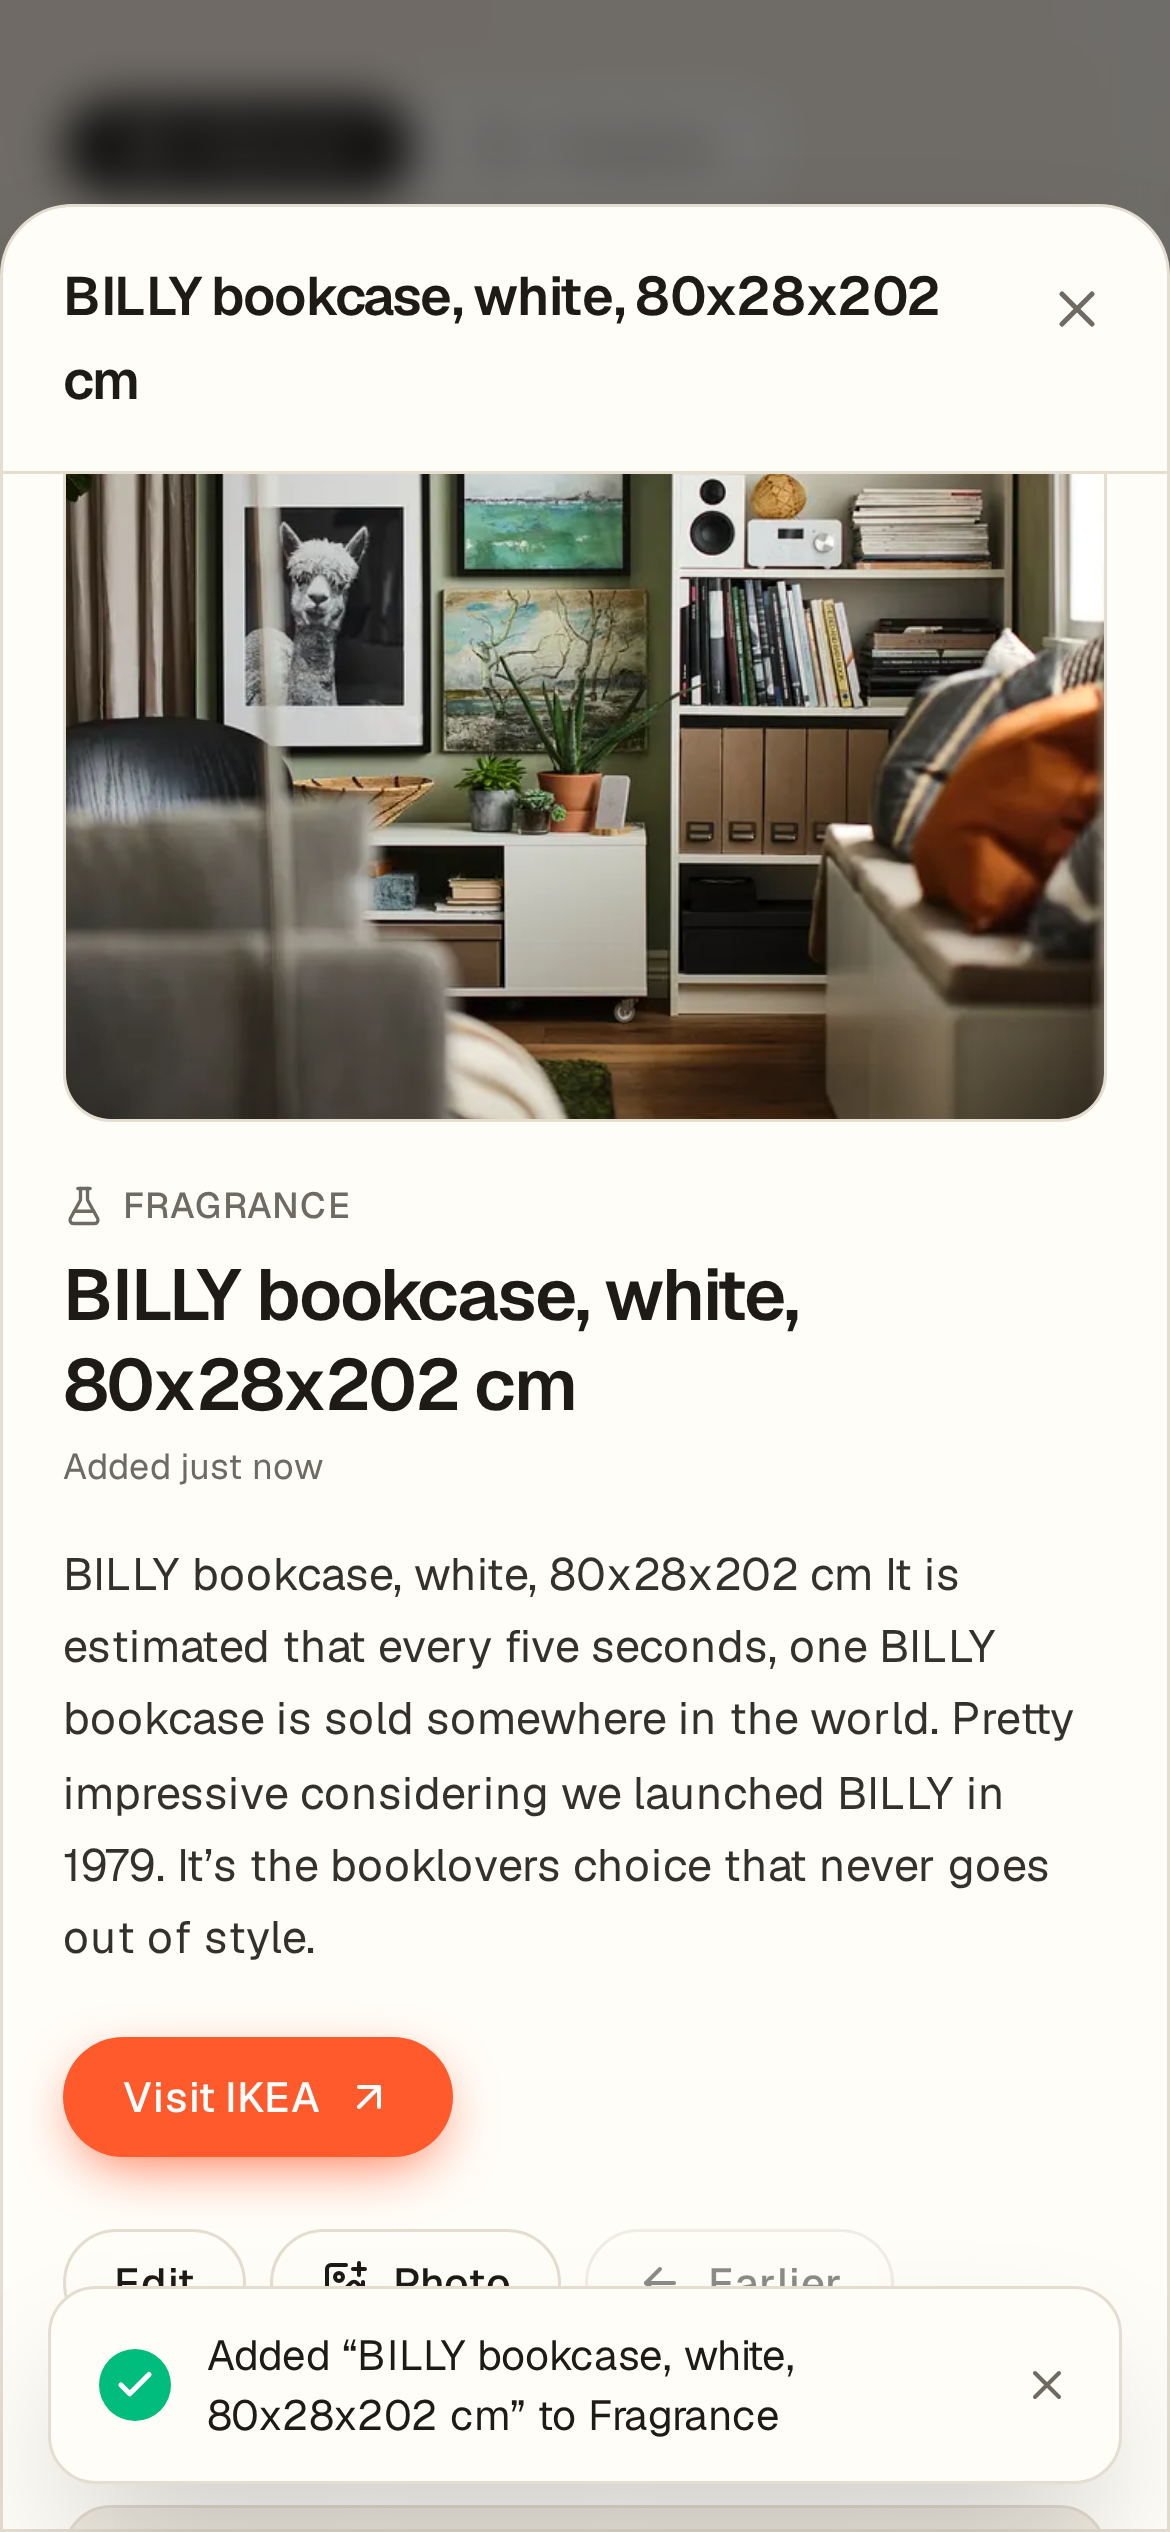 BILLY bookcase, white, 80x28x202
cm
FRAGRANCE
BILLY bookcase, white,
80x28x202 cm
Added just now
BILLY bookcase, white, 80x28x202 cm It is
estimated that every five seconds, one BILLY
bookcase is sold somewhere in the world. Pretty
impressive considering we launched BILLY in
1979. It’s the booklovers choice that never goes
out of style.
Visit IKEA
Edit Photo Earlier
Added “BILLY bookcase, white,
80x28x202 cm” to Fragrance